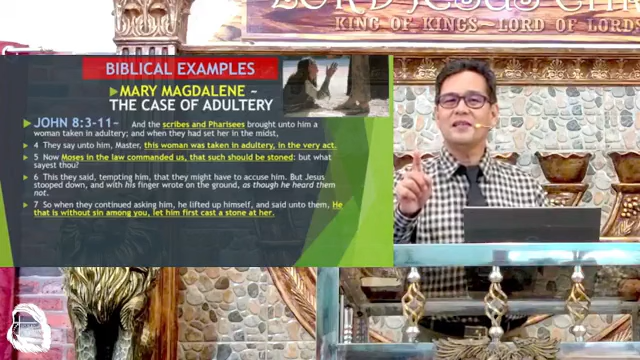 LORD JESUS CHRIS
KING OF KINGS~ LORD OF LORD
BIBLICAL EXAMPLES
MARY MAGDALENE ~
THE CASE OF ADULTERY
JOHN 8:3-11~ And the scribes and Pharisees brought unto him a
woman taken in adultery; and when they had set her in the midst,
4 They say unto him, Master, this woman was taken in adultery, in the very act.
5 Now Moses in the law commanded us, that such should be stoned: but what
sayest thou?
6 This they said, tempting him, that they might have to accuse him. But Jesus
stooped down, and with his finger wrote on the ground, as though he heard them
not.
7 So when they continued asking him, he lifted up himself, and said unto them, He
that is without sin among you, let him first cast a stone at her.